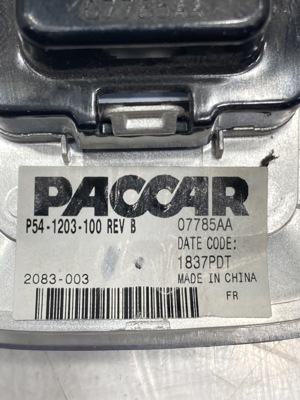 PACCAR
P54-1203-100 REV B 07785AA
DATE CODE:
1837PDT
2083-003 MADE IN CHINA
FR